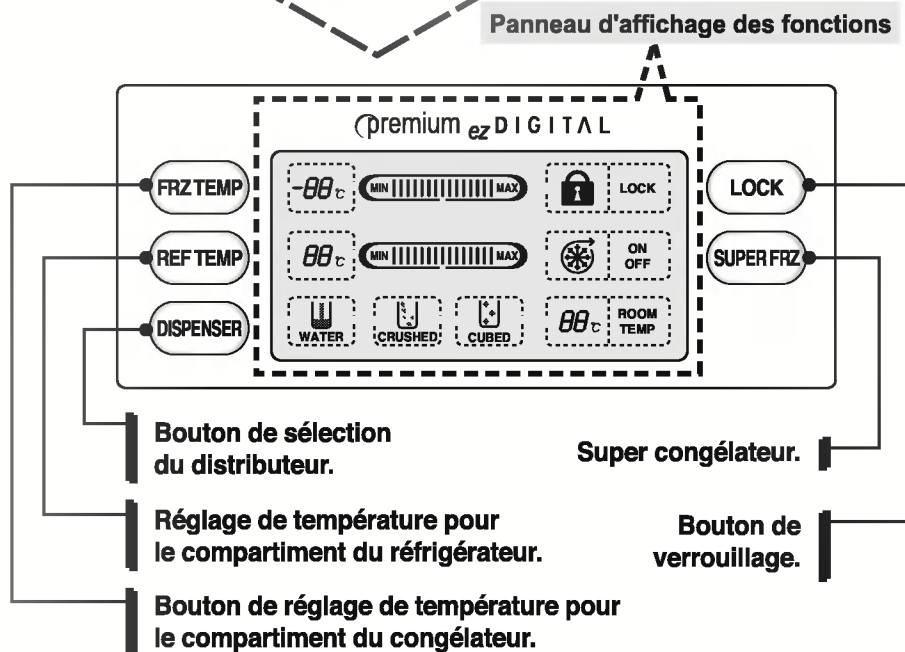 Panneau d'affichage des fonctions
premium ez DIGITAL
FRZ TEMP
-88 °C
MIN
MAX
LOCK
LOCK
REF TEMP
88 °C
MIN
MAX
ON
OFF
SUPER FRZ
DISPENSER
WATER
CRUSHED
CUBED
88 °C
ROOM
TEMP
Bouton de sélection
du distributeur.
Super congélateur.
Réglage de température pour
le compartiment du réfrigérateur.
Bouton de
verrouillage.
Bouton de réglage de température pour
le compartiment du congélateur.